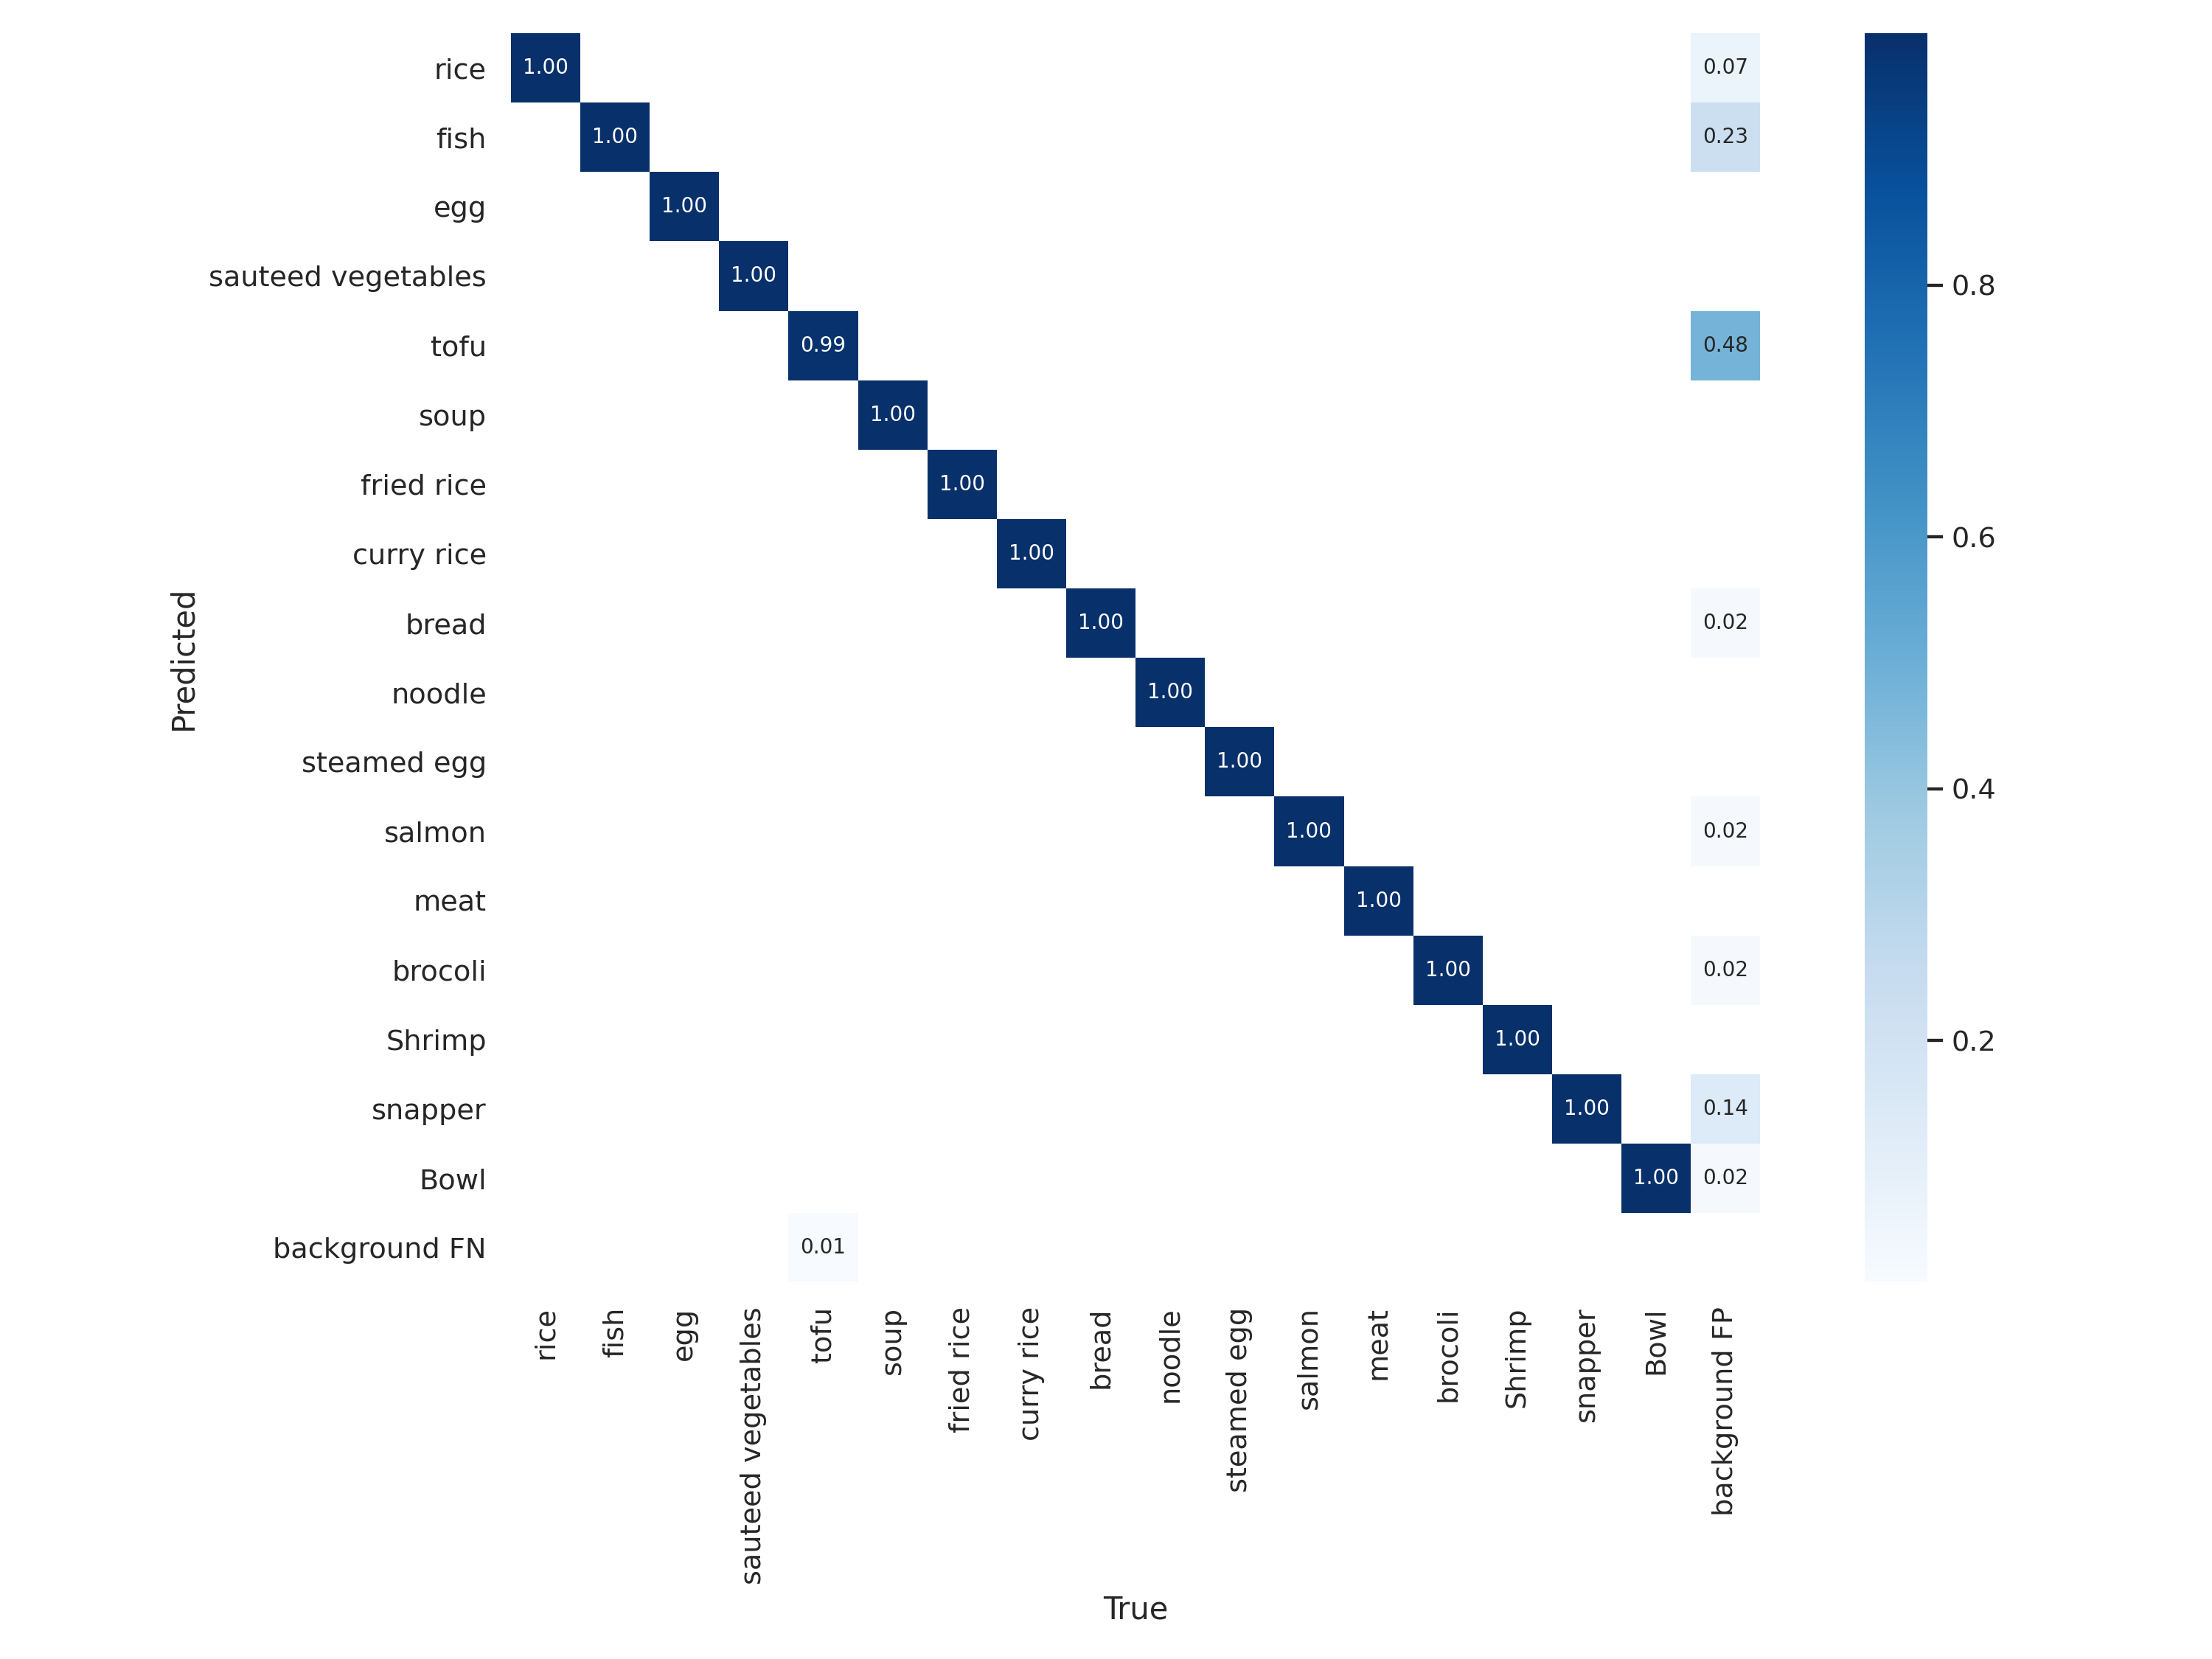 rice 1.00 0.07
fish 1.00 0.23
egg 1.00
sauteed vegetables 1.00
tofu 0.99 0.48
soup 1.00
fried rice 1.00
curry rice 1.00
bread 1.00 0.02
noodle 1.00
steamed egg 1.00
salmon 1.00 0.02
meat 1.00
brocoli 1.00 0.02
Shrimp 1.00
snapper 1.00 0.14
Bowl 1.00 0.02
background FN 0.01
Predicted
rice
fish
egg
sauteed vegetables
tofu
soup
fried rice
curry rice
bread
noodle
steamed egg
salmon
meat
brocoli
Shrimp
snapper
Bowl
background FP
True
0.8
0.6
0.4
0.2